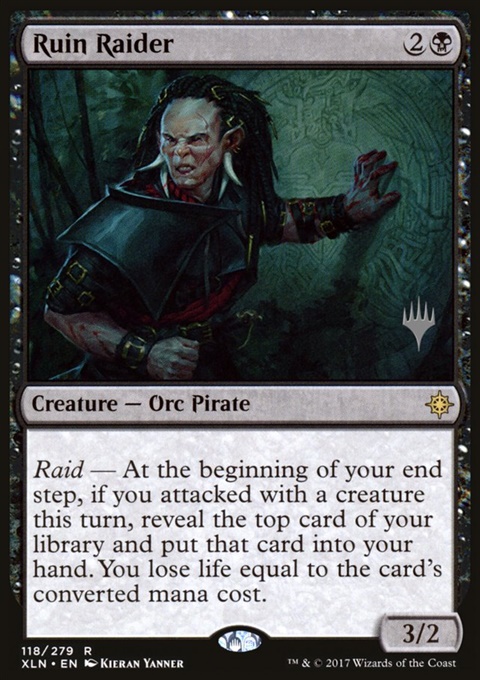 Ruin Raider 2
Creature — Orc Pirate
Raid — At the beginning of your end
step, if you attacked with a creature
this turn, reveal the top card of your
library and put that card into your
hand. You lose life equal to the card's
converted mana cost.
3/2
118/279 R
XLN • EN Kieran Yanner
™ & © 2017 Wizards of the Coast